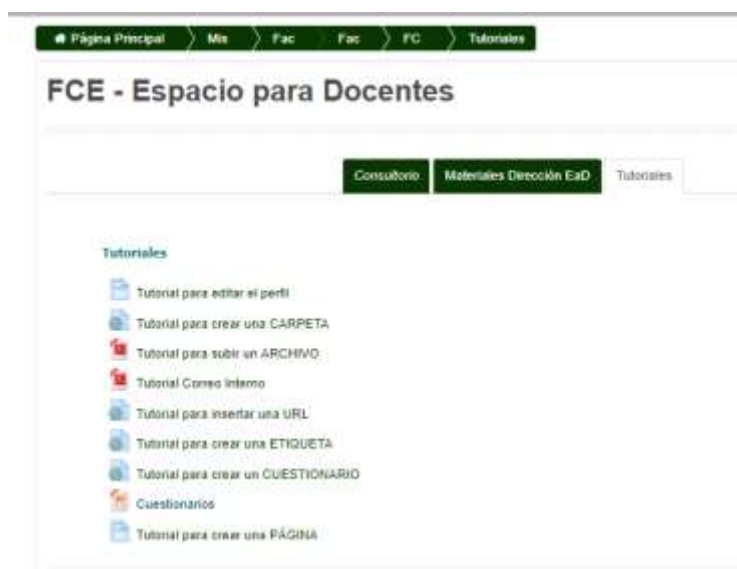 Página Principal Mis Fac Fac FC Tutoriales
FCE - Espacio para Docentes
Consultorio Materiales Dirección EaD Tutoriales
Tutoriales
Tutorial para editar el perfil
Tutorial para crear una CARPETA
Tutorial para subir un ARCHIVO
Tutorial Correo Interno
Tutorial para insertar una URL
Tutorial para crear una ETIQUETA
Tutorial para crear un CUESTIONARIO
Cuestionarios
Tutorial para crear una PÁGINA